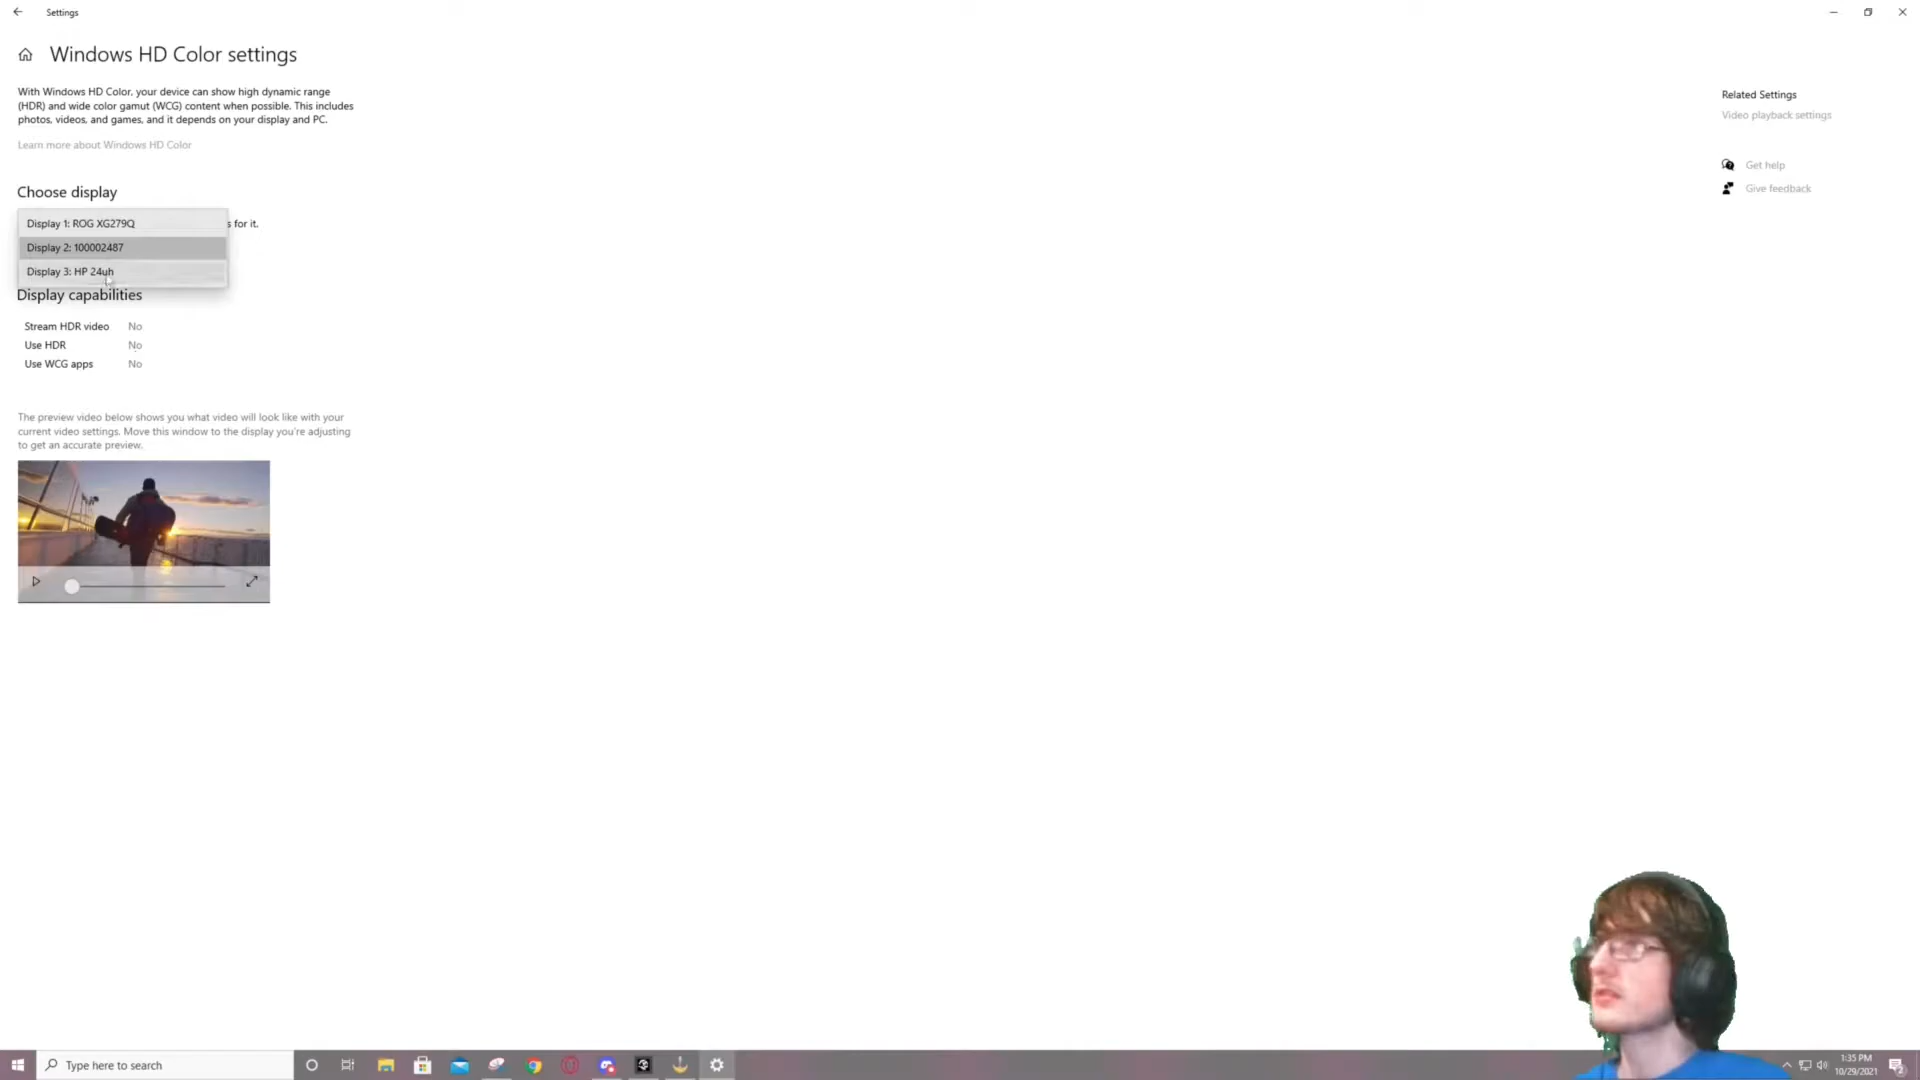 Settings
Windows HD Color settings
With Windows HD Color, your device can show high dynamic range
(HDR) and wide color gamut (WCG) content when possible. This includes
photos, videos, and games, and it depends on your display and PC.
Learn more about Windows HD Color
Choose display
Display 1: ROG XG279Q
s for it.
Display 2: 100002487
Display 3: HP 24uh
Display capabilities
Stream HDR video No
Use HDR No
Use WCG apps No
The preview video below shows you what video will look like with your
current video settings. Move this window to the display you're adjusting
to get an accurate preview.
Related Settings
Video playback settings
Get help
Give feedback
Type here to search
1:35 PM
10/29/2021
2